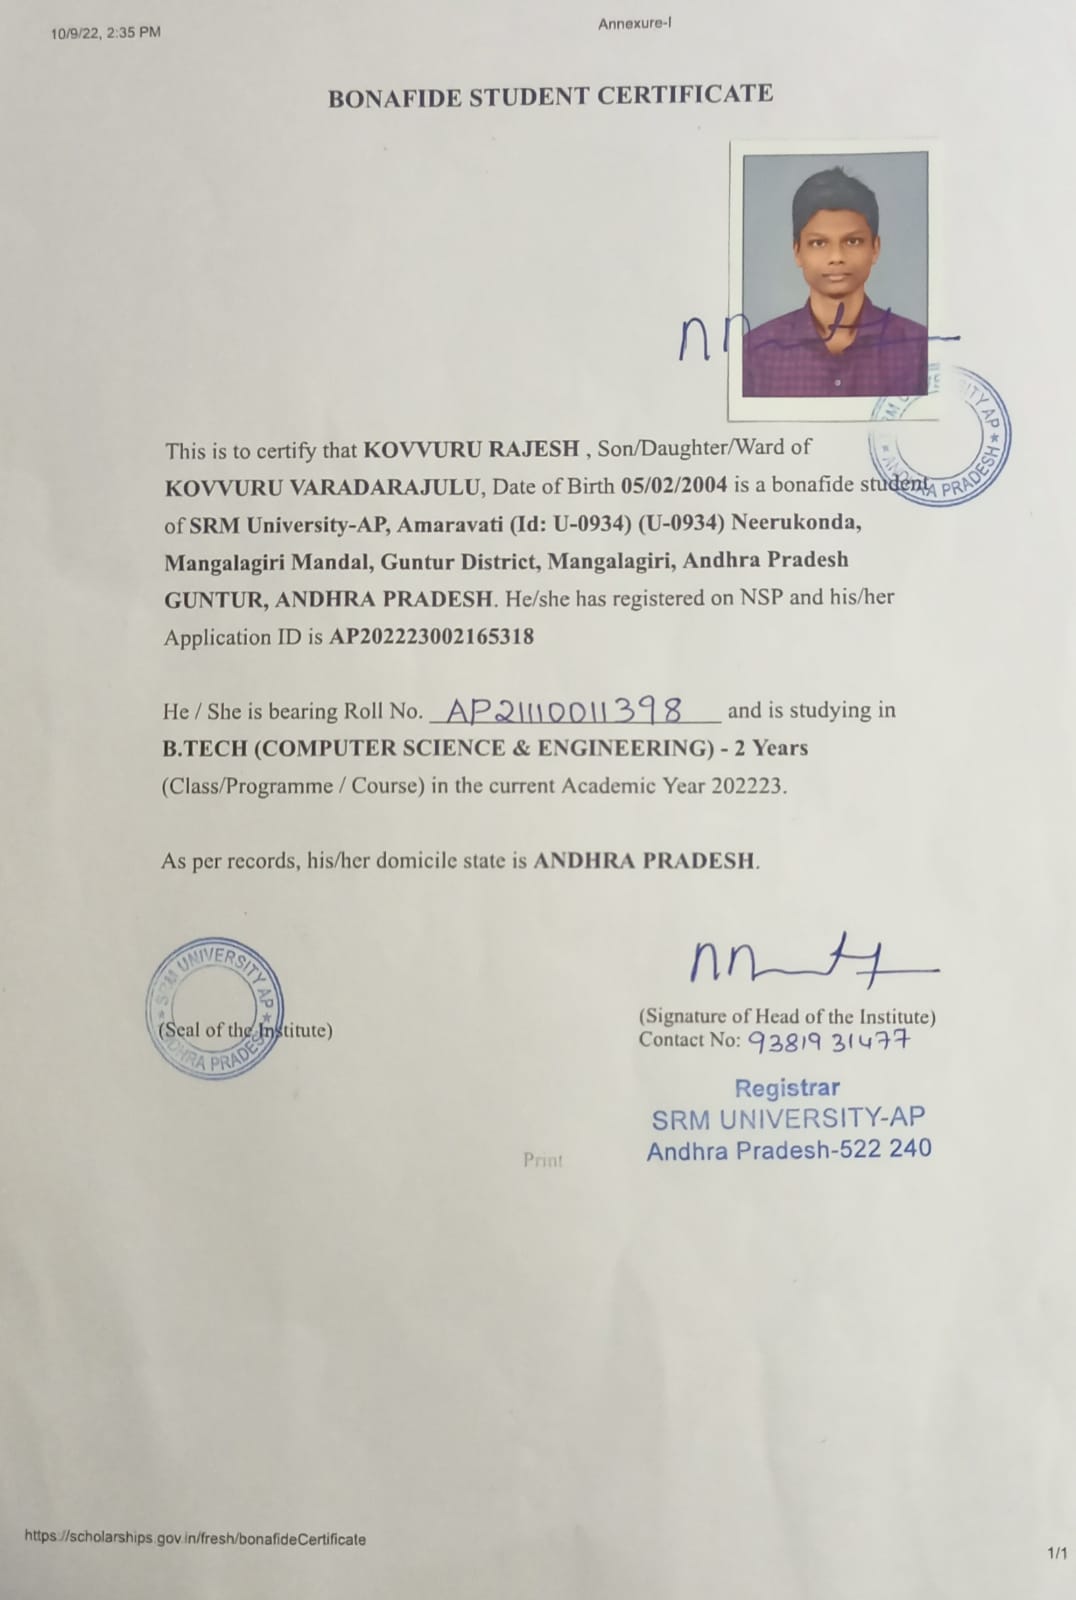 10/9/22, 2:35 PM
Annexure-I
BONAFIDE STUDENT CERTIFICATE
SRM UNIVERSITY AP
ANDHRA PRADESH
This is to certify that KOVVURU RAJESH , Son/Daughter/Ward of
KOVVURU VARADARAJULU, Date of Birth 05/02/2004 is a bonafide student
of SRM University-AP, Amaravati (Id: U-0934) (U-0934) Neerukonda,
Mangalagiri Mandal, Guntur District, Mangalagiri, Andhra Pradesh
GUNTUR, ANDHRA PRADESH. He/she has registered on NSP and his/her
Application ID is AP202223002165318
He / She is bearing Roll No. AP21110011398 and is studying in
B.TECH (COMPUTER SCIENCE & ENGINEERING) - 2 Years
(Class/Programme / Course) in the current Academic Year 202223.
As per records, his/her domicile state is ANDHRA PRADESH.
SRM UNIVERSITY AP
ANDHRA PRADESH
(Seal of the Institute)
(Signature of Head of the Institute)
Contact No: 93819 31477
Registrar
SRM UNIVERSITY-AP
Andhra Pradesh-522 240
Print
https://scholarships.gov.in/fresh/bonafideCertificate
1/1